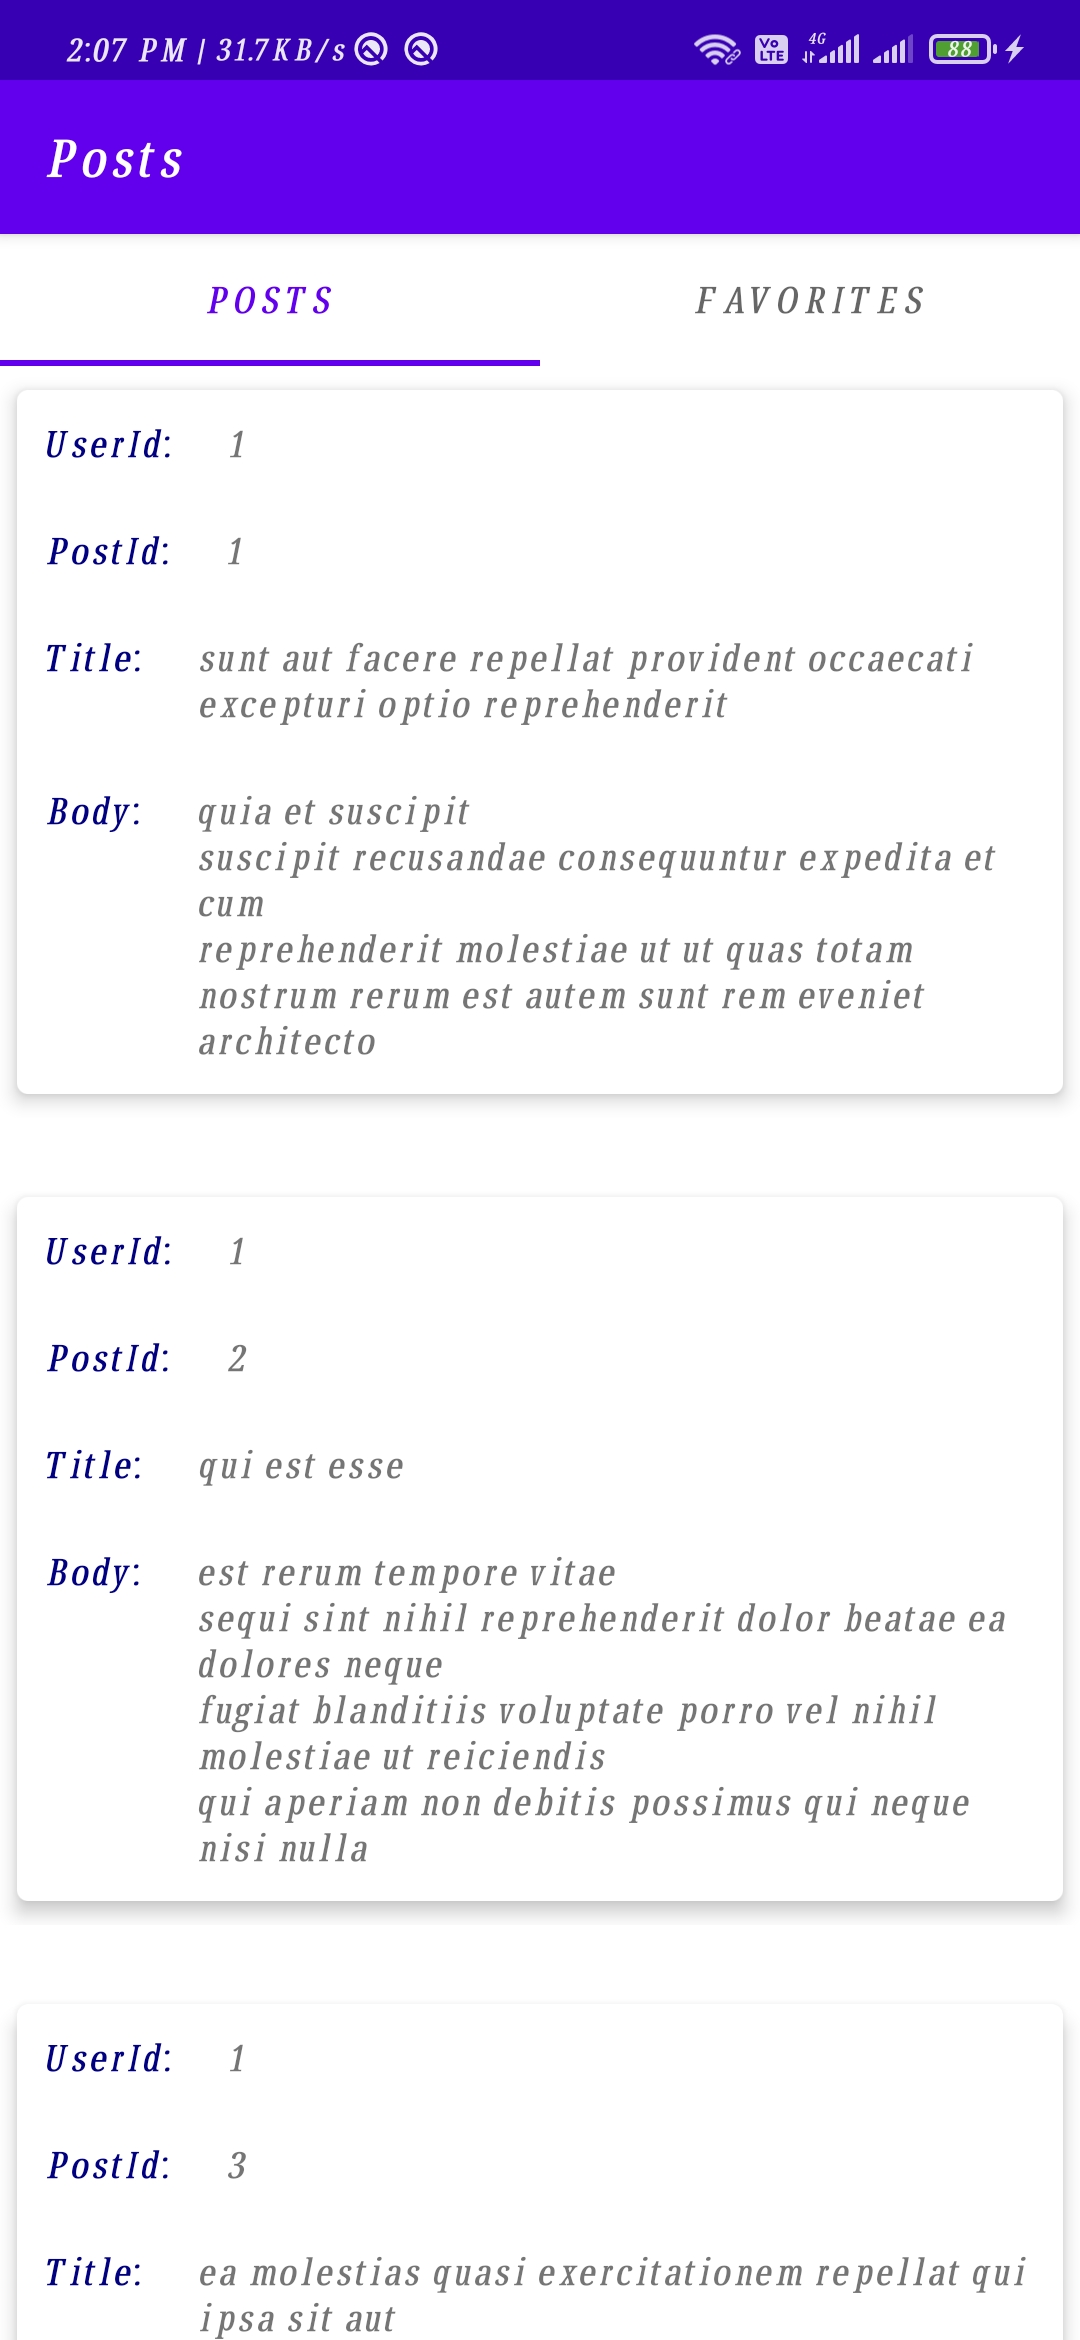 2:07 PM | 31.7KB/s Vo LTE 4G 88
Posts
POSTS FAVORITES
UserId: 1
PostId: 1
Title: sunt aut facere repellat provident occaecati
excepturi optio reprehenderit
Body: quia et suscipit
suscipit recusandae consequuntur expedita et
cum
reprehenderit molestiae ut ut quas totam
nostrum rerum est autem sunt rem eveniet
architecto
UserId: 1
PostId: 2
Title: qui est esse
Body: est rerum tempore vitae
sequi sint nihil reprehenderit dolor beatae ea
dolores neque
fugiat blanditiis voluptate porro vel nihil
molestiae ut reiciendis
qui aperiam non debitis possimus qui neque
nisi nulla
UserId: 1
PostId: 3
Title: ea molestias quasi exercitationem repellat qui
ipsa sit aut